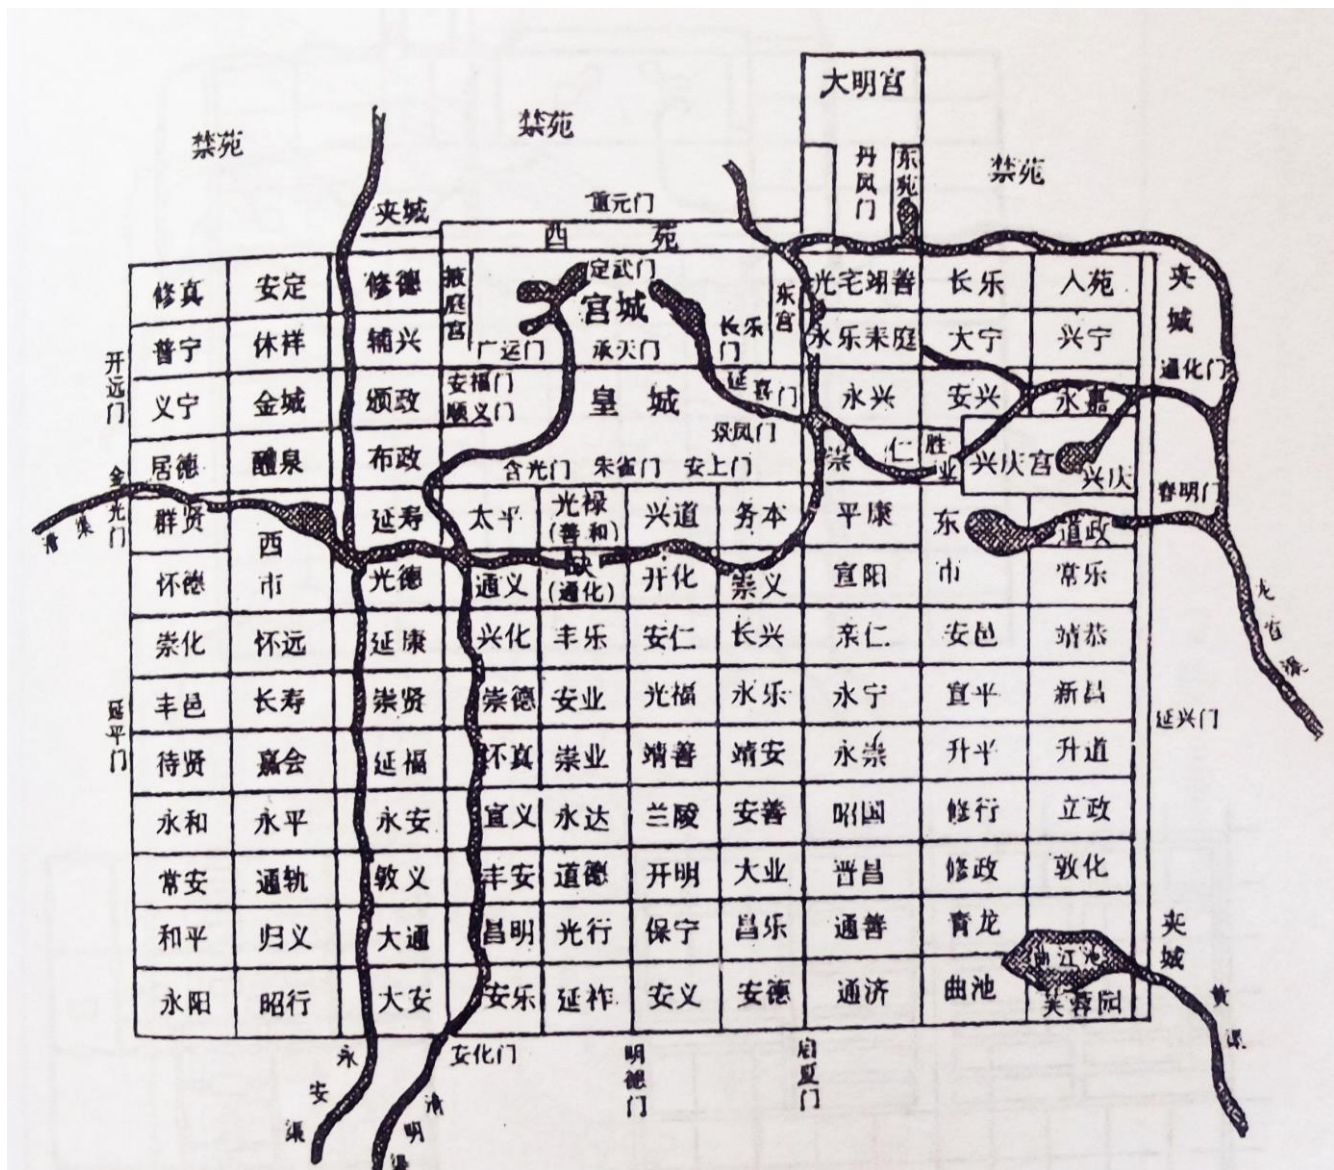 大明宫
禁苑
禁苑
禁苑
丹凤门
东苑
夹城
重元门
西苑
修真
安定
修德
掖庭宫
定武门
宫城
东宫
光宅
翊善
长乐
入苑
夹城
开远门
普宁
休祥
辅兴
广运门
承天门
长乐门
永乐
来庭
大宁
兴宁
通化门
义宁
金城
颁政
安福门
顺义门
皇城
延喜门
景风门
永兴
安兴
永嘉
金光门
居德
醴泉
布政
含光门
朱雀门
安上门
崇仁
胜业
兴庆宫
兴庆
春明门
漕渠
群贤
西市
延寿
太平
光禄
(善和)
兴道
务本
平康
东市
道政
怀德
光德
通义
缺
(通化)
开化
崇义
宣阳
常乐
龙首渠
崇化
怀远
延康
兴化
丰乐
安仁
长兴
亲仁
安邑
靖恭
延平门
丰邑
长寿
崇贤
崇德
安业
光福
永乐
永宁
宣平
新昌
延兴门
待贤
嘉会
延福
怀真
崇业
靖善
靖安
永崇
升平
升道
永和
永平
永安
宣义
永达
兰陵
安善
昭国
修行
立政
常安
通轨
敦义
丰安
道德
开明
大业
晋昌
修政
敦化
和平
归义
大通
昌明
光行
保宁
昌乐
通善
青龙
曲江池
夹城
永阳
昭行
大安
安乐
延祚
安义
安德
通济
曲池
芙蓉园
黄渠
永安渠
安化门
清明渠
明德门
启夏门